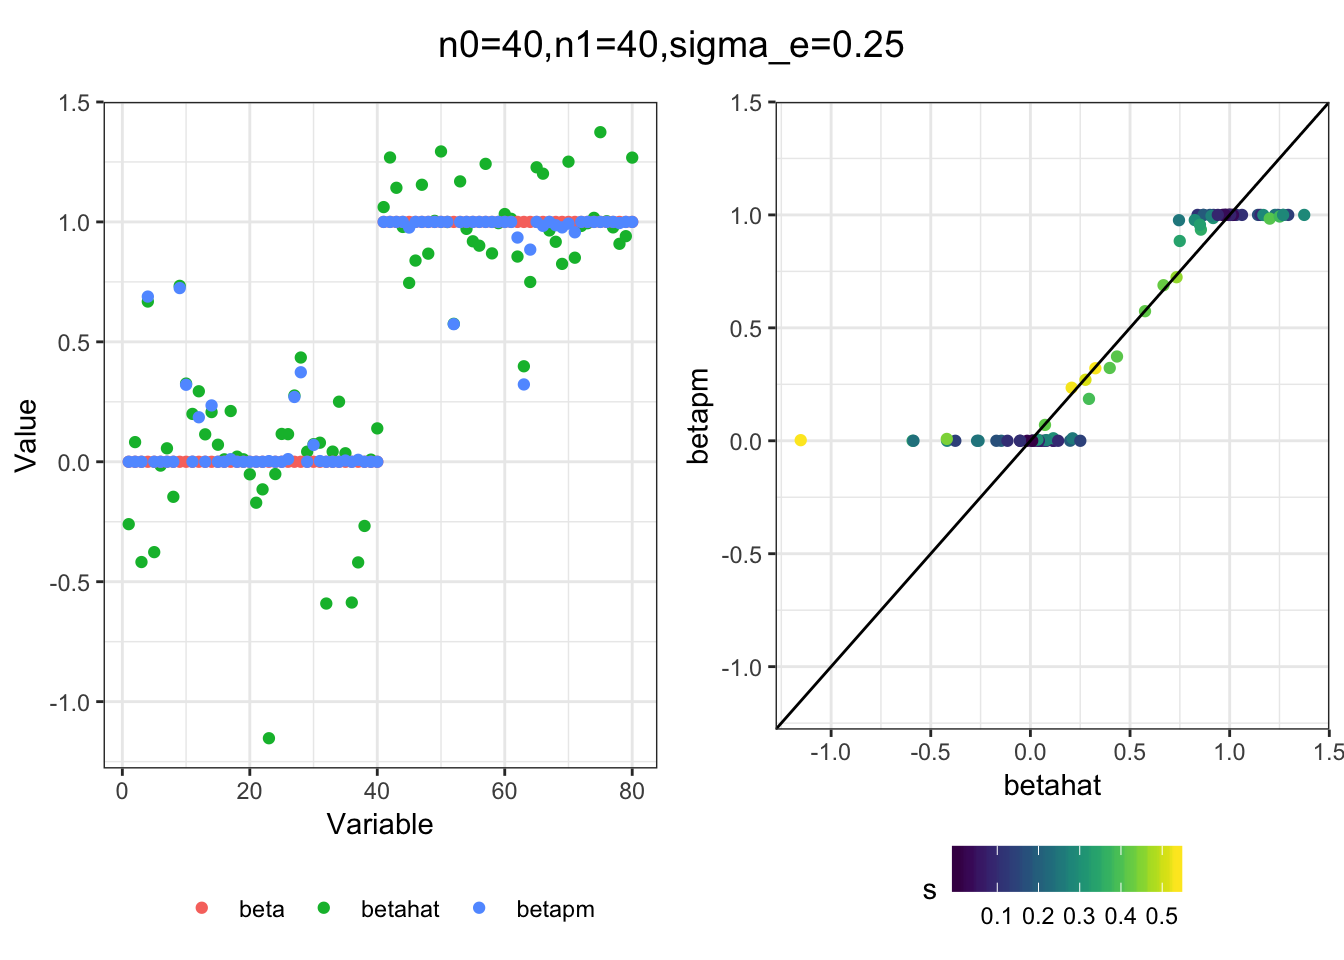 n0=40,n1=40,sigma_e=0.25
1.5
1.0
0.5
0.0
-0.5
-1.0
Value
0 20 40 60 80
Variable
beta betahat betapm
1.5
1.0
0.5
0.0
-0.5
-1.0
betapm
-1.0 -0.5 0.0 0.5 1.0 1.5
betahat
s
0.1 0.2 0.3 0.4 0.5